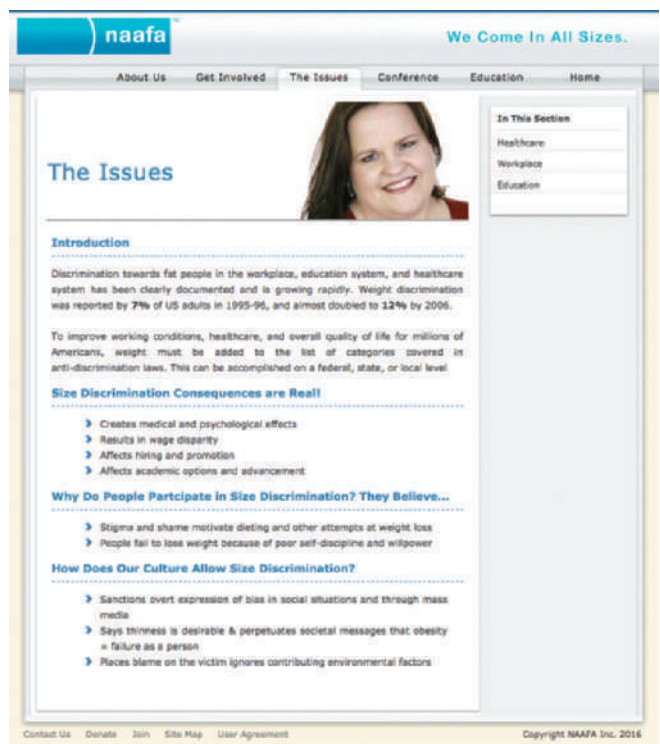 naafa
™
We Come In All Sizes.
About Us Get Involved The Issues Conference Education Home
The Issues
In This Section
Healthcare
Workplace
Education
Introduction
Discrimination towards fat people in the workplace, education system, and healthcare
system has been clearly documented and is growing rapidly. Weight discrimination
was reported by 7% of US adults in 1995-96, and almost doubled to 12% by 2006.
To improve working conditions, healthcare, and overall quality of life for millions of
Americans, weight must be added to the list of categories covered in
anti-discrimination laws. This can be accomplished on a federal, state, or local level
Size Discrimination Consequences are Real!
Creates medical and psychological effects
Results in wage disparity
Affects hiring and promotion
Affects academic options and advancement
Why Do People Partcipate in Size Discrimination? They Believe...
Stigma and shame motivate dieting and other attempts at weight loss
People fail to lose weight because of poor self-discipline and willpower
How Does Our Culture Allow Size Discrimination?
Sanctions overt expression of bias in social situations and through mass
media
Says thinness is desirable & perpetuates societal messages that obesity
= failure as a person
Places blame on the victim ignores contributing environmental factors
Contact Us Donate Join Site Map User Agreement Copyright NAAFA Inc. 2016